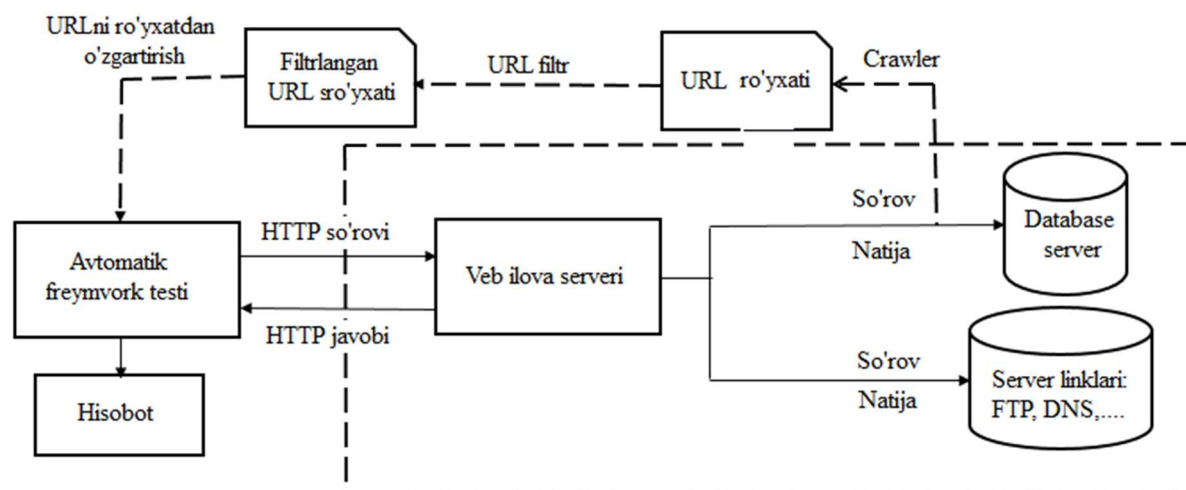 URLni ro'yxatdan
o'zgartirish
Filtrlangan
URL sro'yxati
URL filtr
URL ro'yxati
Crawler
Avtomatik
freymvork testi
HTTP so'rovi
HTTP javobi
Veb ilova serveri
So'rov
Natija
Database
server
So'rov
Natija
Server linklari:
FTP, DNS,....
Hisobot